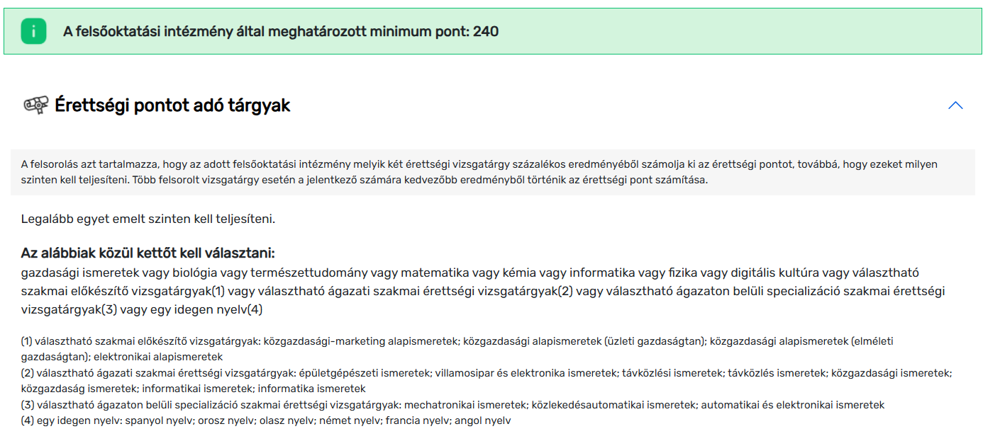 A felsőoktatási intézmény által meghatározott minimum pont: 240
Érettségi pontot adó tárgyak
A felsorolás azt tartalmazza, hogy az adott felsőoktatási intézmény melyik két érettségi vizsgatárgy százalékos eredményéből számolja ki az érettségi pontot, továbbá, hogy ezeket milyen
szinten kell teljesíteni. Több felsorolt vizsgatárgy esetén a jelentkező számára kedvezőbb eredményből történik az érettségi pont számítása.
Legalább egyet emelt szinten kell teljesíteni.
Az alábbiak közül kettőt kell választani:
gazdasági ismeretek vagy biológia vagy természettudomány vagy matematika vagy kémia vagy informatika vagy fizika vagy digitális kultúra vagy választható
szakmai előkészítő vizsgatárgyak(1) vagy választható ágazati szakmai érettségi vizsgatárgyak(2) vagy választható ágazaton belüli specializáció szakmai érettségi
vizsgatárgyak(3) vagy egy idegen nyelv(4)
(1) választható szakmai előkészítő vizsgatárgyak: közgazdasági-marketing alapismeretek; közgazdasági alapismeretek (üzleti gazdaságtan); közgazdasági alapismeretek (elméleti
gazdaságtan); elektronikai alapismeretek
(2) választható ágazati szakmai érettségi vizsgatárgyak: épületgépészeti ismeretek; villamosipar és elektronika ismeretek; távközlési ismeretek; távközlés ismeretek; közgazdasági ismeretek;
közgazdaság ismeretek; informatikai ismeretek; informatika ismeretek
(3) választható ágazaton belüli specializáció szakmai érettségi vizsgatárgyak: mechatronikai ismeretek; közlekedésautomatikai ismeretek; automatikai és elektronikai ismeretek
(4) egy idegen nyelv: spanyol nyelv; orosz nyelv; olasz nyelv; német nyelv; francia nyelv; angol nyelv